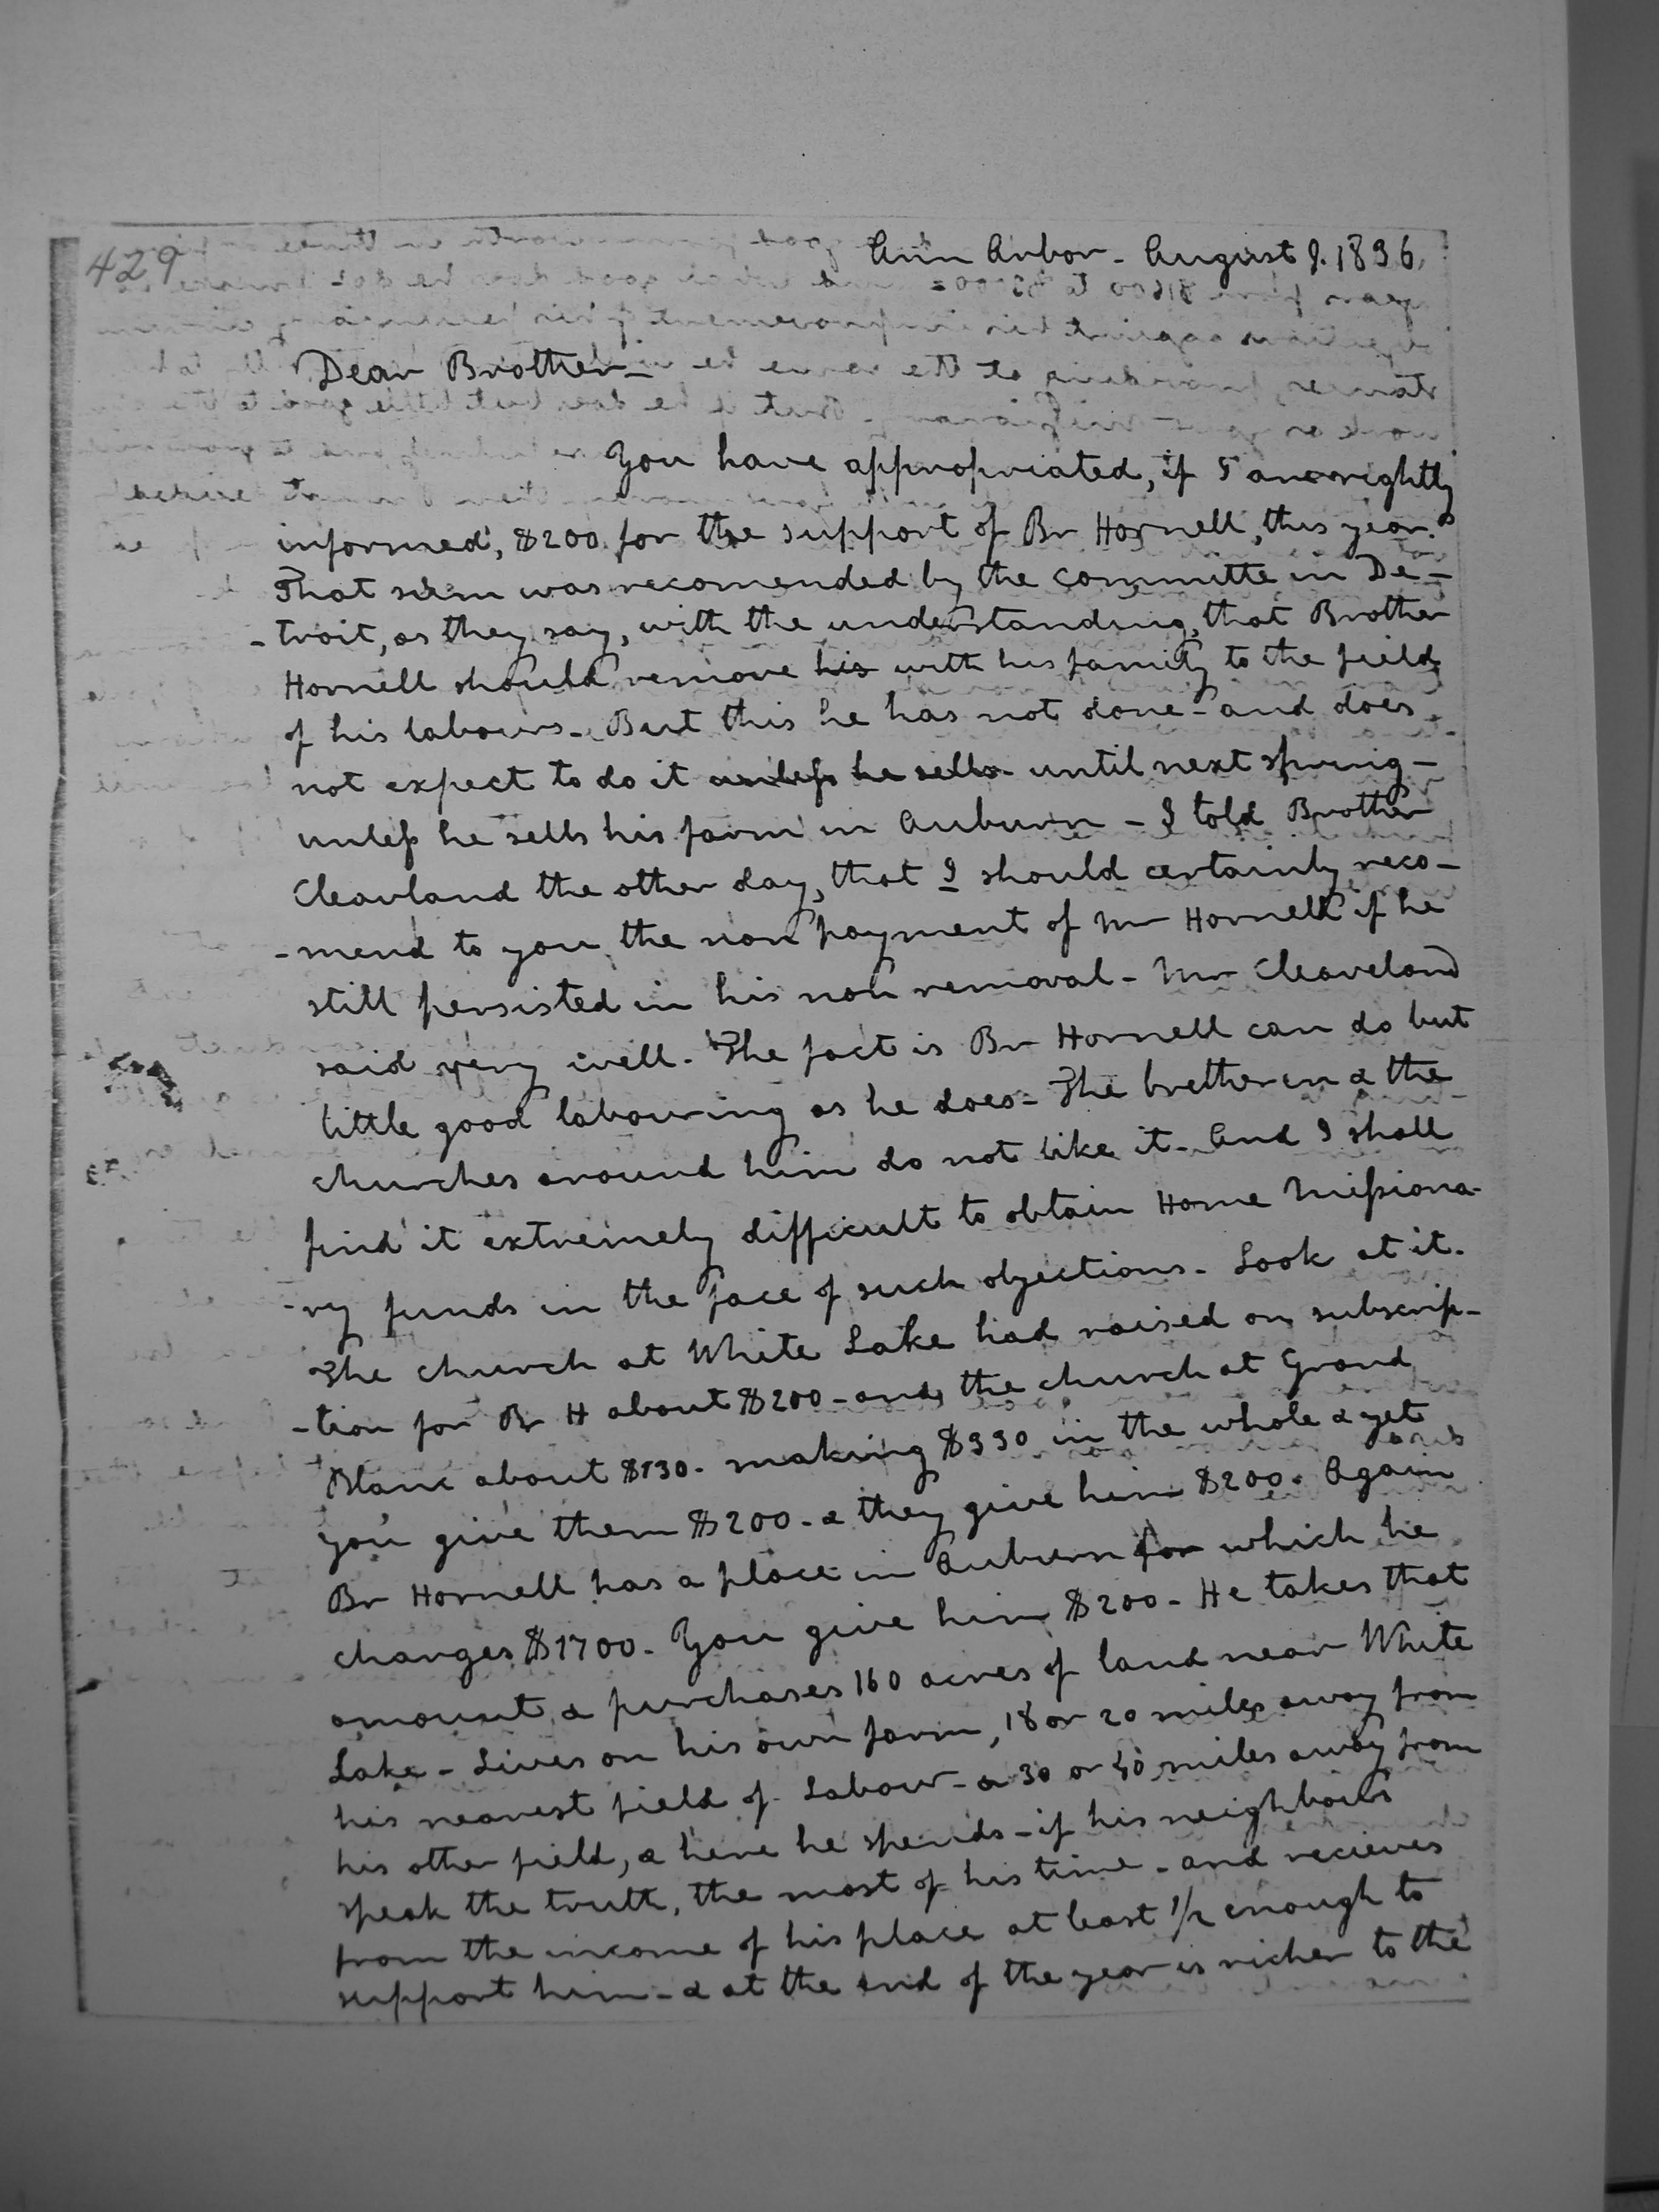 429
Ann Arbor - August 9. 1836.
Dear Brother -
You have appropriated, if I am rightly
informed, $200 for the support of Br Hornell, this year.
That sum was recomended by the committe in De-
-troit, as they say, with the understanding, that Brother
Hornell should remove his with his family to the field
of his labours - But this he has not done - and does
not expect to do it unless he sells - until next spring -
unless he sells his farm in Auburn - I told Brother
Cleavland the other day, that I should certainly reco-
-mend to you the non payment of Mr Hornell if he
still persisted in his non removal - Mr Cleaveland
said very well. The fact is Br Hornell can do but
little good labouring as he does - The bretheren & the
churches around him do not like it - And I shall
find it extremely difficult to obtain Home Missiona-
-ry funds in the face of such objections - Look at it.
The church at White Lake had raised on subscrip-
-tion for Br H about $200 - and the church at Grand
Blanc about $130 - making $330 in the whole & yet
you give them $200 - & they give him $200. Again
Br Hornell has a place in Auburn for which he
charges $1700 - You give him $200 - He takes that
amount & purchases 160 acres of land near White
Lake - Lives on his own farm, 18 or 20 miles away from
his nearest field of Labour - & 30 or 40 miles away from
his other field, & here he spends - if his neighbours
speak the truth, the most of his time - and recieves
from the income of his place at least 1/2 enough to
support him - & at the end of the year is richer to the